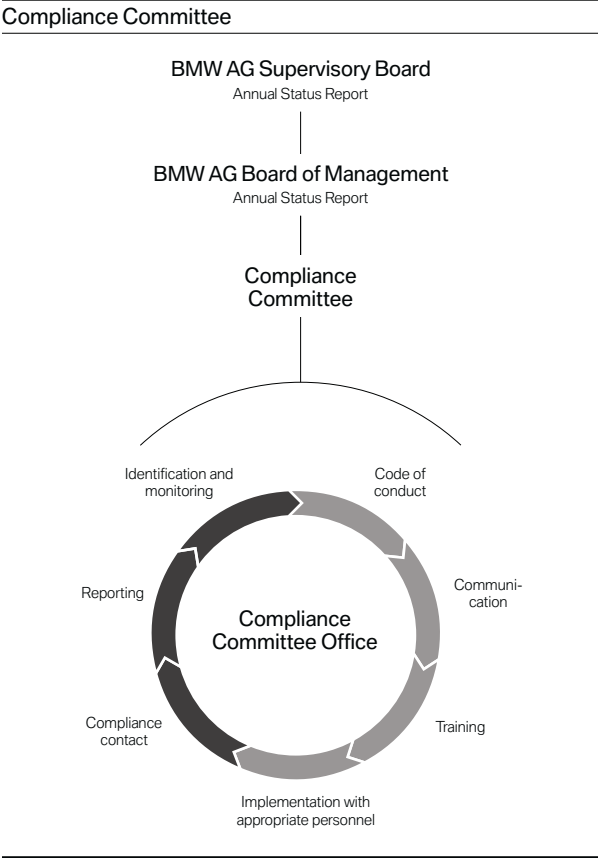 Compliance Committee
BMW AG Supervisory Board
Annual Status Report
BMW AG Board of Management
Annual Status Report
Compliance
Committee
Identification and
monitoring
Code of
conduct
Reporting
Communi-
cation
Compliance
Committee Office
Compliance
contact
Training
Implementation with
appropriate personnel